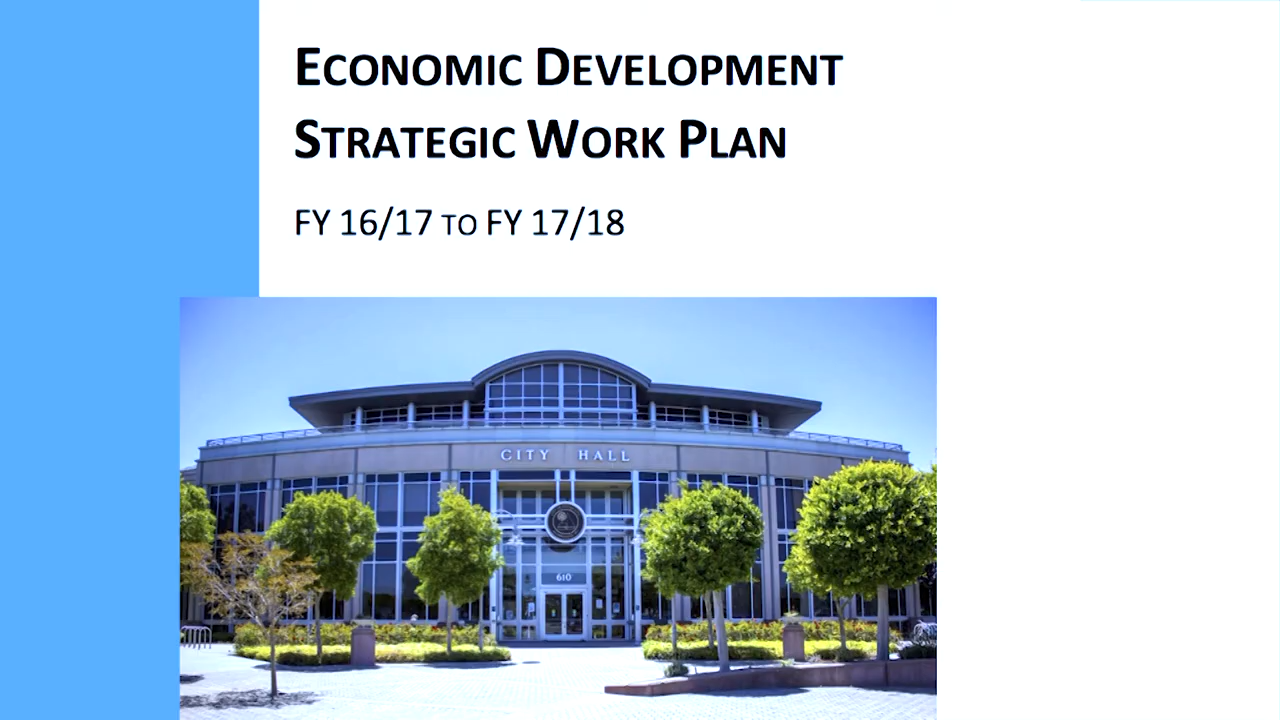 ECONOMIC DEVELOPMENT
STRATEGIC WORK PLAN
FY 16/17 TO FY 17/18
CITY HALL
610